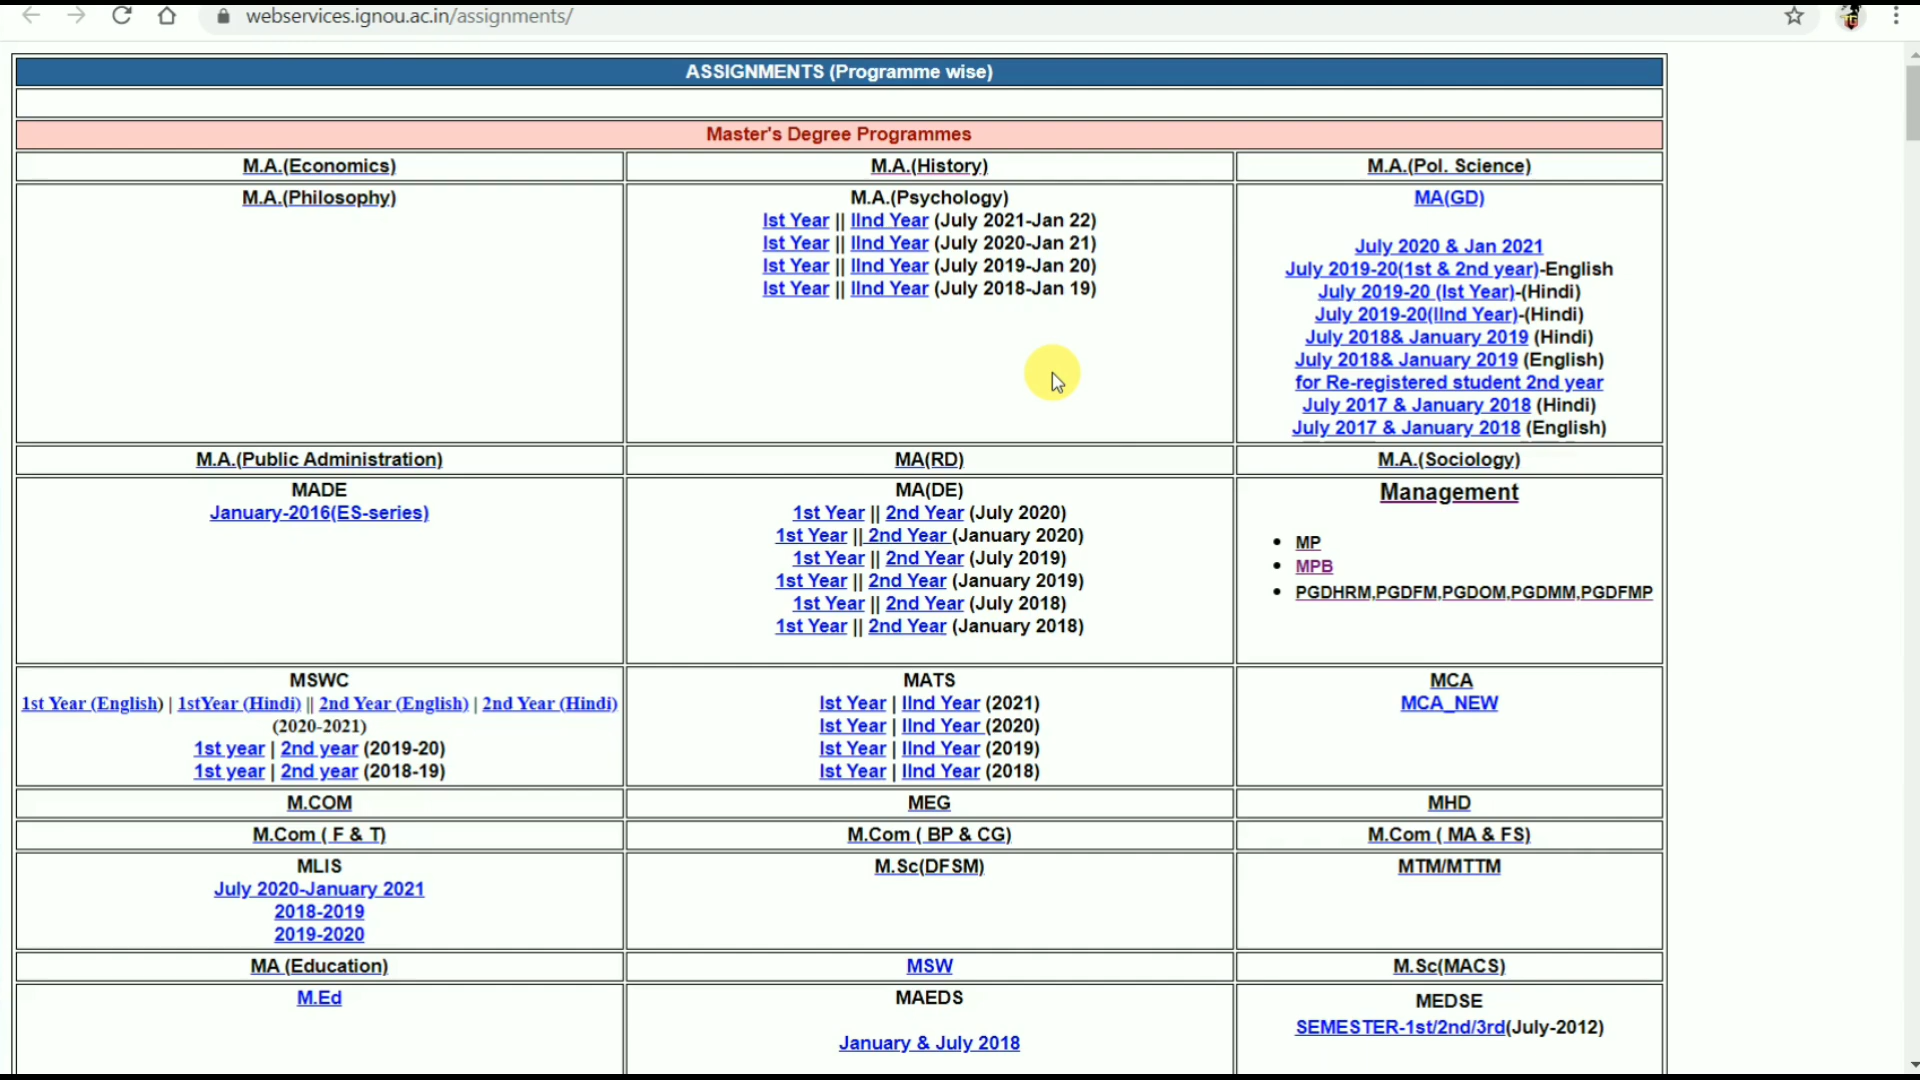 webservices.ignou.ac.in/assignments/
ASSIGNMENTS (Programme wise)
Master's Degree Programmes
M.A.(Economics)
M.A.(History)
M.A.(Pol. Science)
M.A.(Philosophy)
M.A.(Psychology)
Ist Year || IInd Year (July 2021-Jan 22)
Ist Year || IInd Year (July 2020-Jan 21)
Ist Year || IInd Year (July 2019-Jan 20)
Ist Year || IInd Year (July 2018-Jan 19)
MA(GD)
July 2020 & Jan 2021
July 2019-20(1st & 2nd year)-English
July 2019-20 (Ist Year)-(Hindi)
July 2019-20(IInd Year)-(Hindi)
July 2018& January 2019 (Hindi)
July 2018& January 2019 (English)
for Re-registered student 2nd year
July 2017 & January 2018 (Hindi)
July 2017 & January 2018 (English)
M.A.(Public Administration)
MA(RD)
M.A.(Sociology)
MADE
January-2016(ES-series)
MA(DE)
1st Year || 2nd Year (July 2020)
1st Year || 2nd Year (January 2020)
1st Year || 2nd Year (July 2019)
1st Year || 2nd Year (January 2019)
1st Year || 2nd Year (July 2018)
1st Year || 2nd Year (January 2018)
Management
MP
MPB
PGDHRM,PGDFM,PGDOM,PGDMM,PGDFMP
MSWC
1st Year (English) | 1stYear (Hindi) || 2nd Year (English) | 2nd Year (Hindi)
(2020-2021)
1st year | 2nd year (2019-20)
1st year | 2nd year (2018-19)
MATS
Ist Year | IInd Year (2021)
Ist Year | IInd Year (2020)
Ist Year | IInd Year (2019)
Ist Year | IInd Year (2018)
MCA
MCA_NEW
M.COM
MEG
MHD
M.Com ( F & T)
M.Com ( BP & CG)
M.Com ( MA & FS)
MLIS
July 2020-January 2021
2018-2019
2019-2020
M.Sc(DFSM)
MTM/MTTM
MA (Education)
MSW
M.Sc(MACS)
M.Ed
MAEDS
January & July 2018
MEDSE
SEMESTER-1st/2nd/3rd(July-2012)